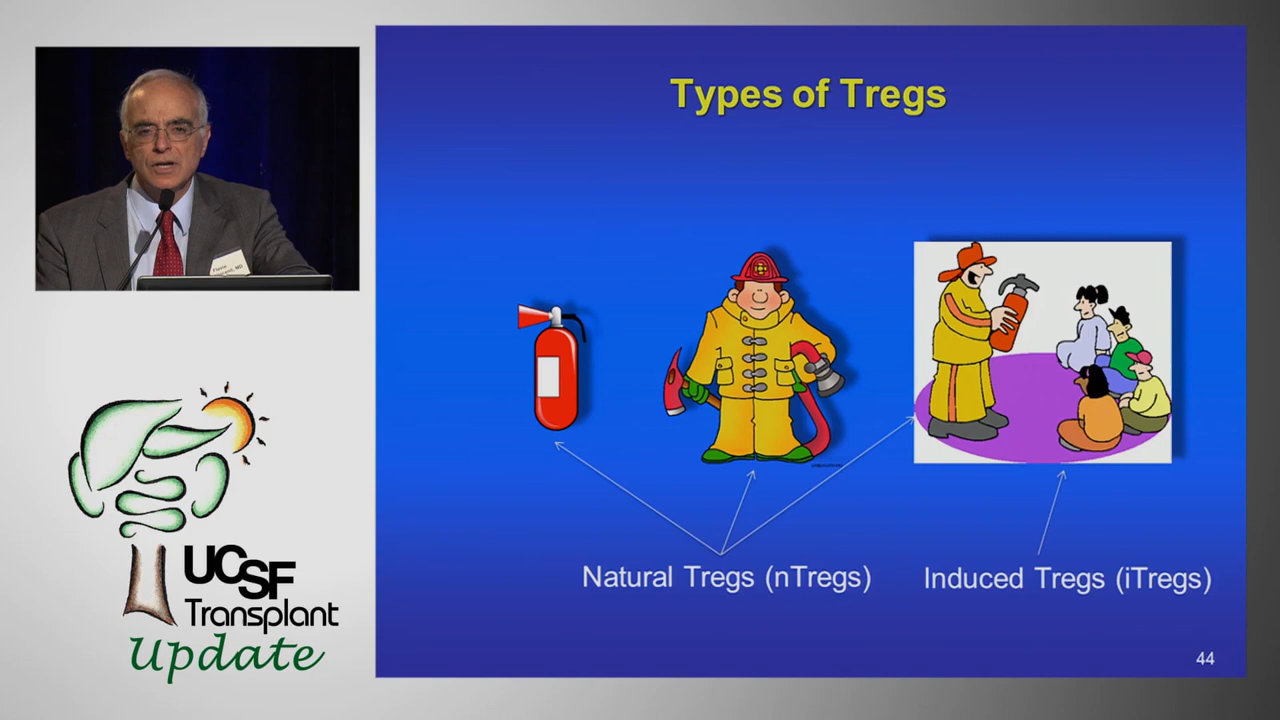 Types of Tregs
Natural Tregs (nTregs)
Induced Tregs (iTregs)
44
UCSF
Transplant
Update